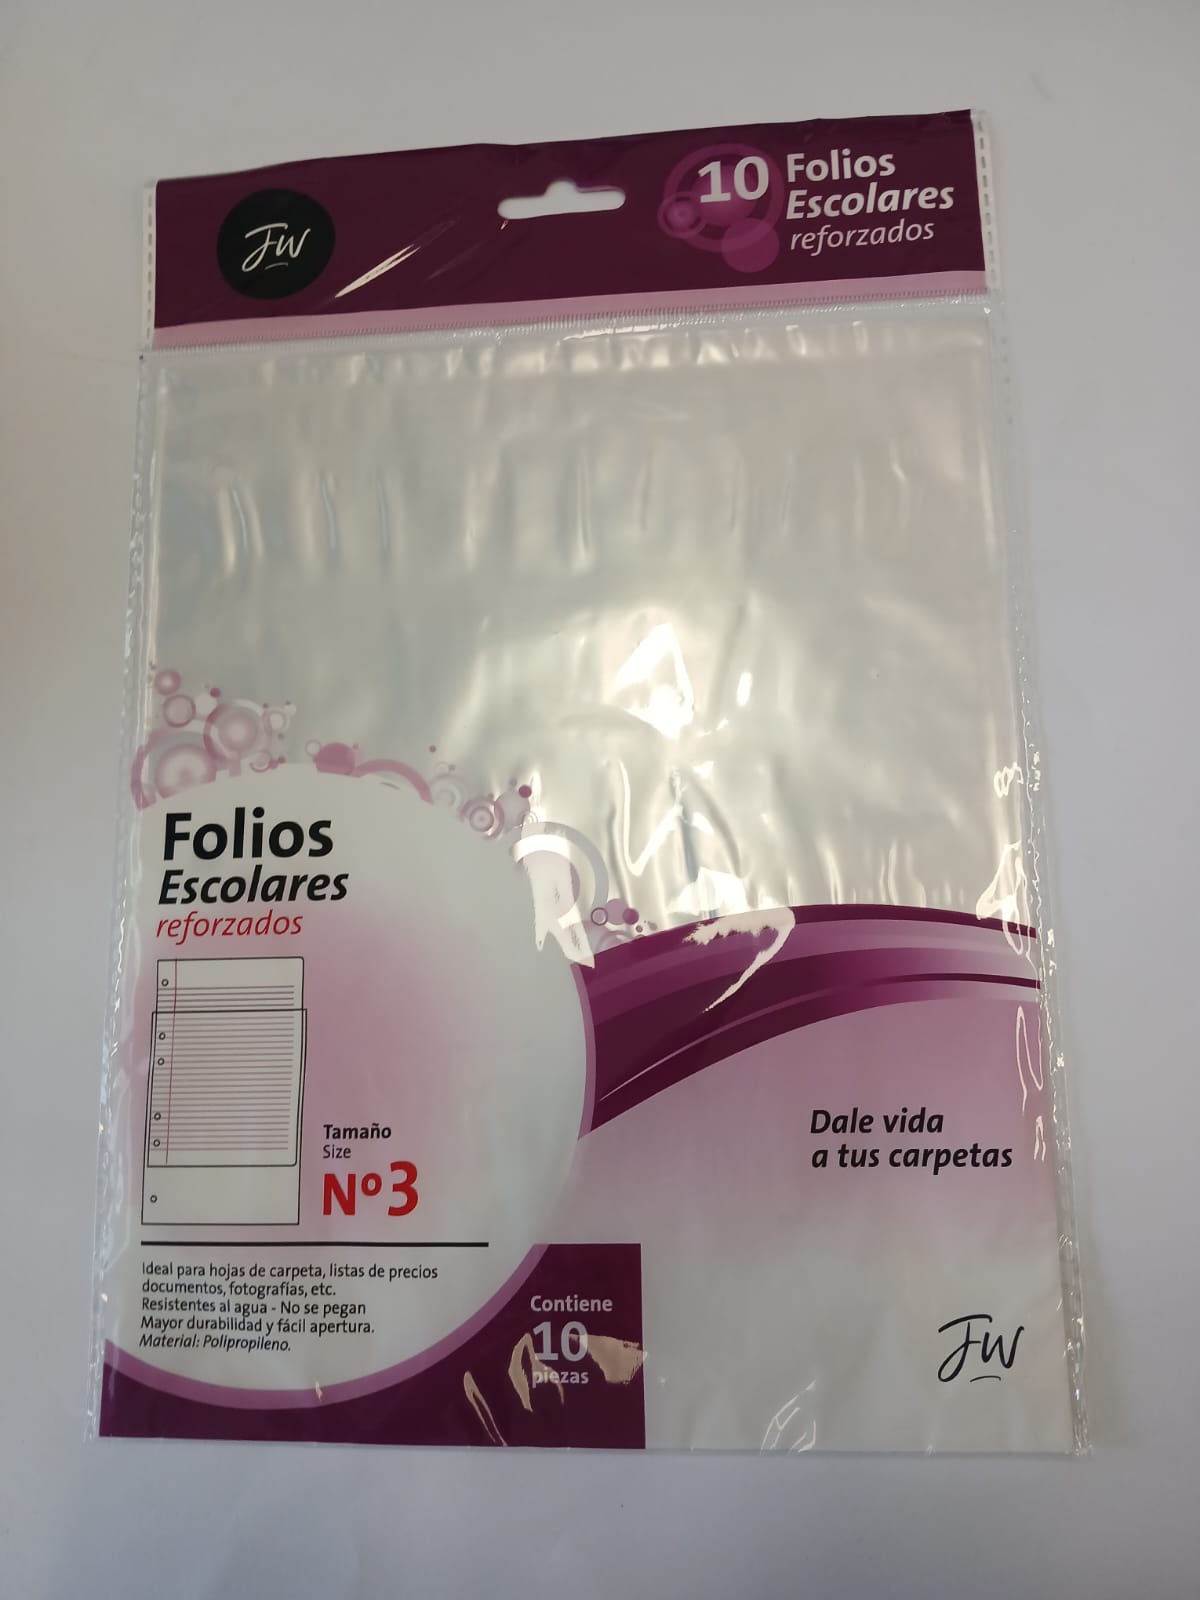 FW
10 Folios
Escolares
reforzados
Folios
Escolares
reforzados
Tamaño
Size
Nº3
Ideal para hojas de carpeta, listas de precios
documentos, fotografías, etc.
Resistentes al agua - No se pegan
Mayor durabilidad y fácil apertura.
Material: Polipropileno.
Contiene
10
piezas
Dale vida
a tus carpetas
FW